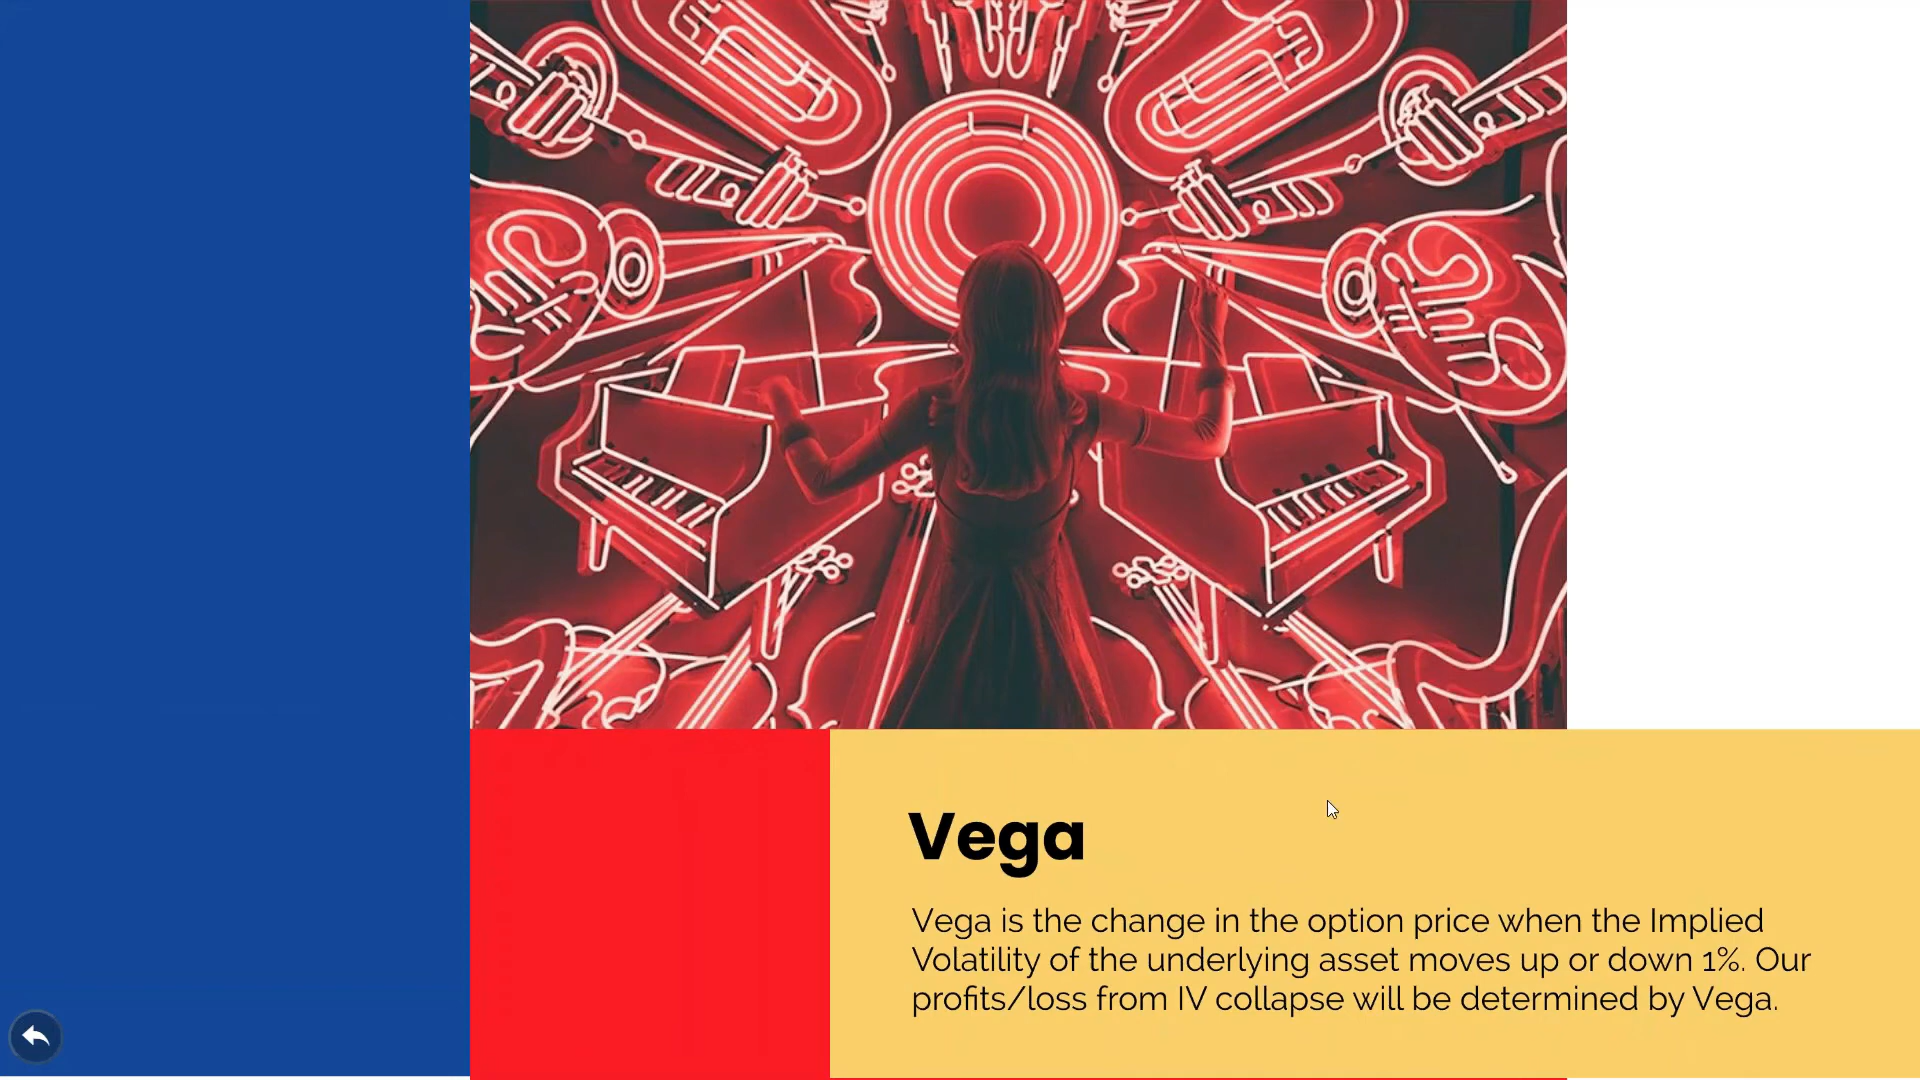 Vega
Vega is the change in the option price when the Implied
Volatility of the underlying asset moves up or down 1%. Our
profits/loss from IV collapse will be determined by Vega.